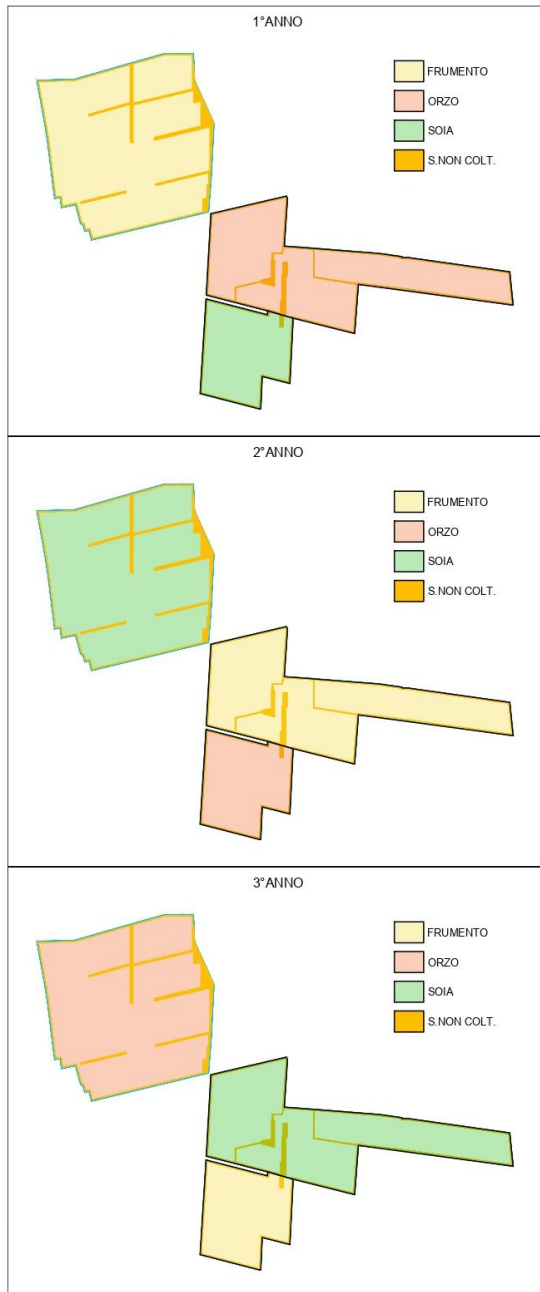 1°ANNO
FRUMENTO
ORZO
SOIA
S.NON COLT.
2°ANNO
FRUMENTO
ORZO
SOIA
S.NON COLT.
3°ANNO
FRUMENTO
ORZO
SOIA
S.NON COLT.